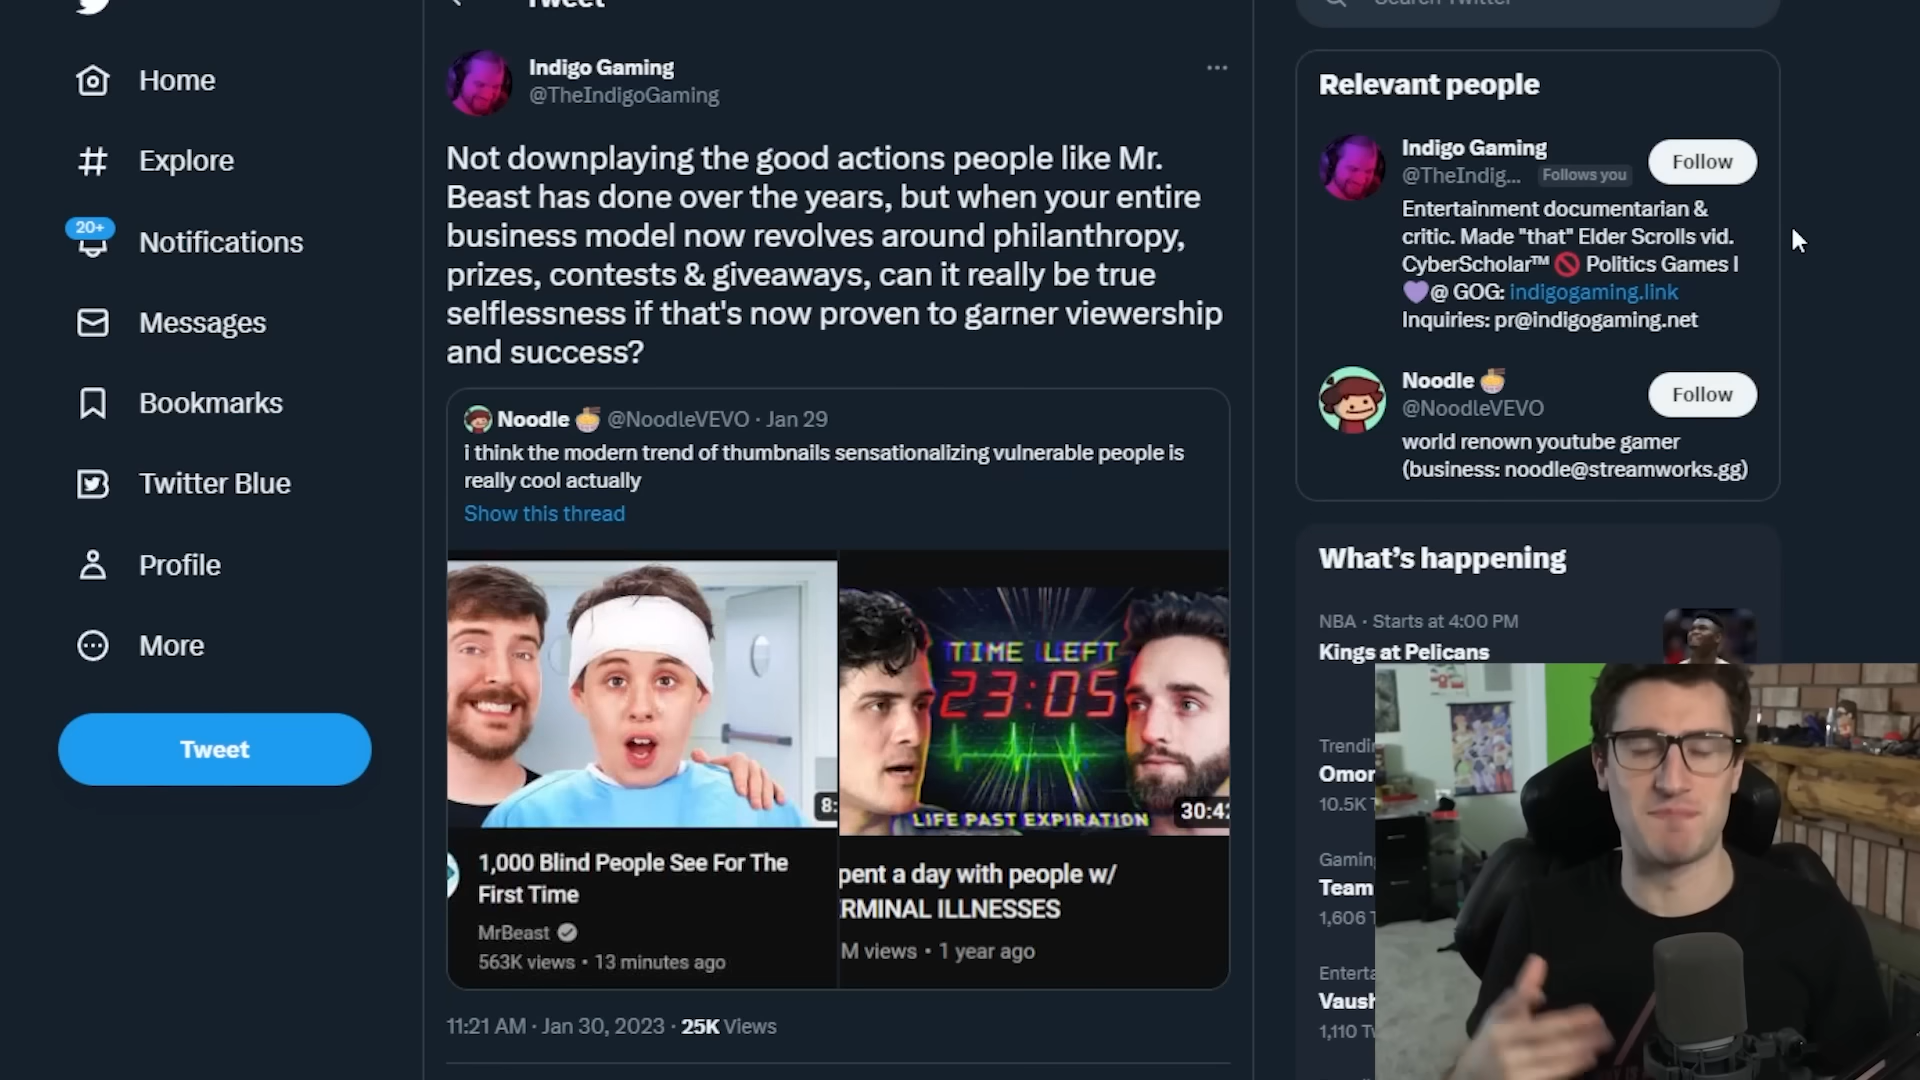 Home
Explore
20+
Notifications
Messages
Bookmarks
Twitter Blue
Profile
More
Tweet
Tweet
Indigo Gaming
@TheIndigoGaming
Not downplaying the good actions people like Mr.
Beast has done over the years, but when your entire
business model now revolves around philanthropy,
prizes, contests & giveaways, can it really be true
selflessness if that's now proven to garner viewership
and success?
Noodle 🍜 @NoodleVEVO · Jan 29
i think the modern trend of thumbnails sensationalizing vulnerable people is
really cool actually
Show this thread
8:
1,000 Blind People See For The
First Time
MrBeast
563K views • 13 minutes ago
TIME LEFT
23:05
LIFE PAST EXPIRATION
30:42
pent a day with people w/
ERMINAL ILLNESSES
M views • 1 year ago
11:21 AM · Jan 30, 2023 · 25K Views
Search Twitter
Relevant people
Indigo Gaming
@TheIndig... Follows you
Follow
Entertainment documentarian &
critic. Made "that" Elder Scrolls vid.
CyberScholar™ 🚫 Politics Games I
💜@ GOG: indigogaming.link
Inquiries: pr@indigogaming.net
Noodle 🍜
@NoodleVEVO
Follow
world renown youtube gamer
(business: noodle@streamworks.gg)
What's happening
NBA · Starts at 4:00 PM
Kings at Pelicans
Trendi
Omor
10.5K T
Gaming
Team
1,606 T
Enterta
Vaush
1,110 Tw